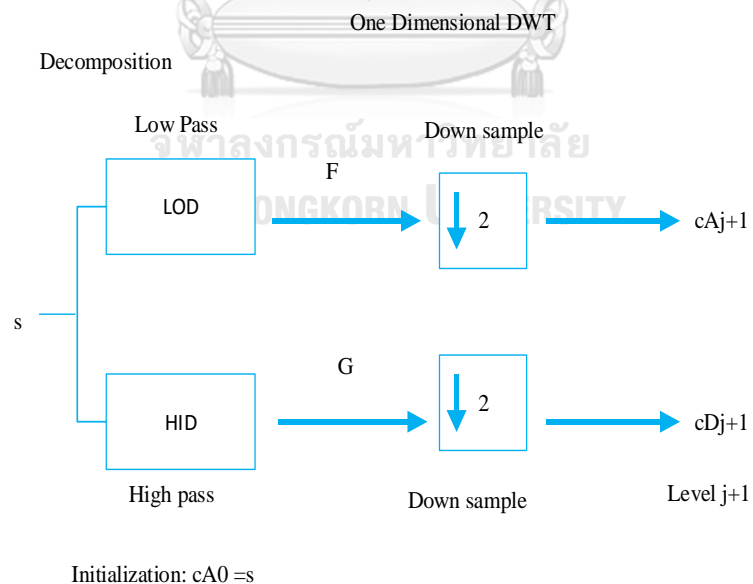 One Dimensional DWT
Decomposition
Low Pass
Down sample
จุฬาลงกรณ์มหาวิทยาลัย
F
LOD
2
cAj+1
CHULALONGKORN UNIVERSITY
s
G
HID
2
cDj+1
High pass
Down sample
Level j+1
Initialization: cA0 =s